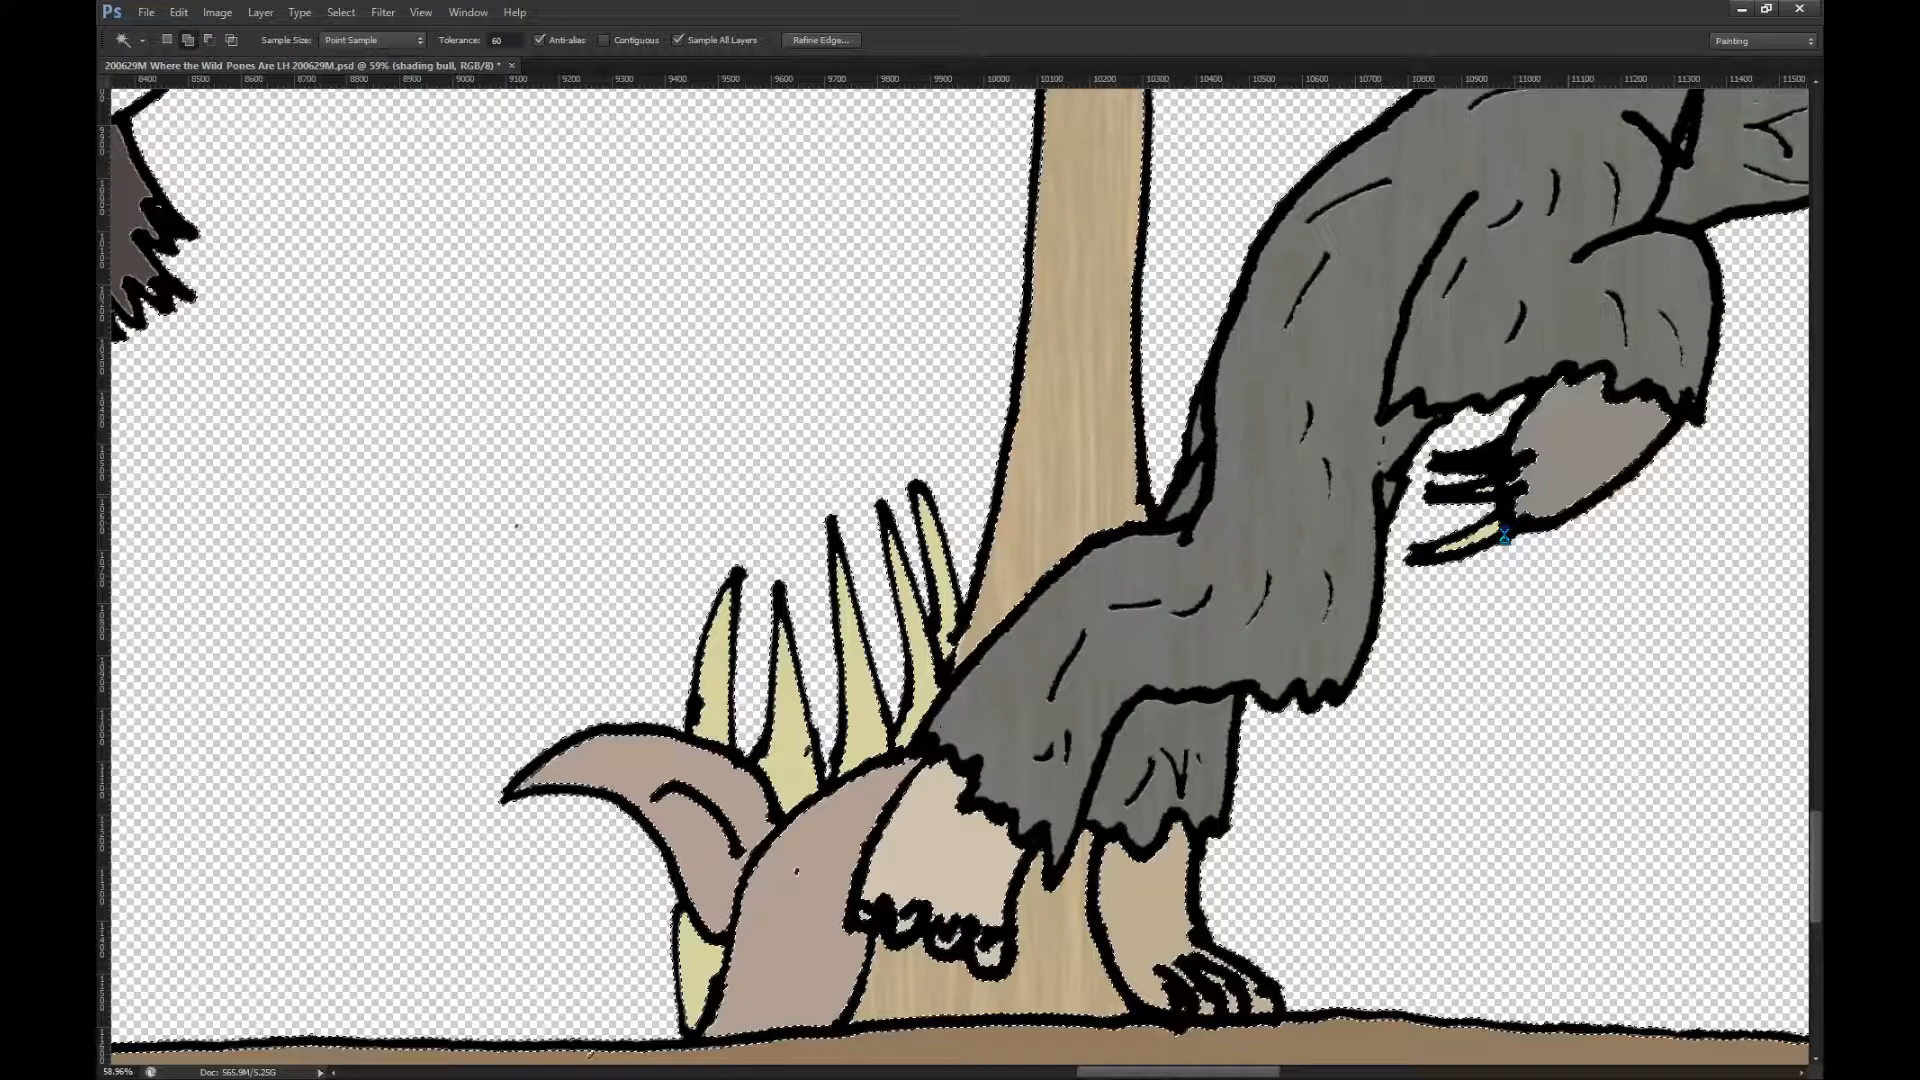 Ps File Edit Image Layer Type Select Filter View Window Help
Sample Size: Point Sample Tolerance: 60 Anti-alias Contiguous Sample All Layers Refine Edge... Painting
200629M Where the Wild Pones Are LH 200629M.psd @ 59% (shading bull, RGB/8) * ×
8400 8500 8600 8700 8800 8900 9000 9100 9200 9300 9400 9500 9600 9700 9800 9900 10000 10100 10200 10300 10400 10500 10600 10700 10800 10900 11000 11100 11200 11300 11400 11500
58.96% Doc: 565.9M/5.25G